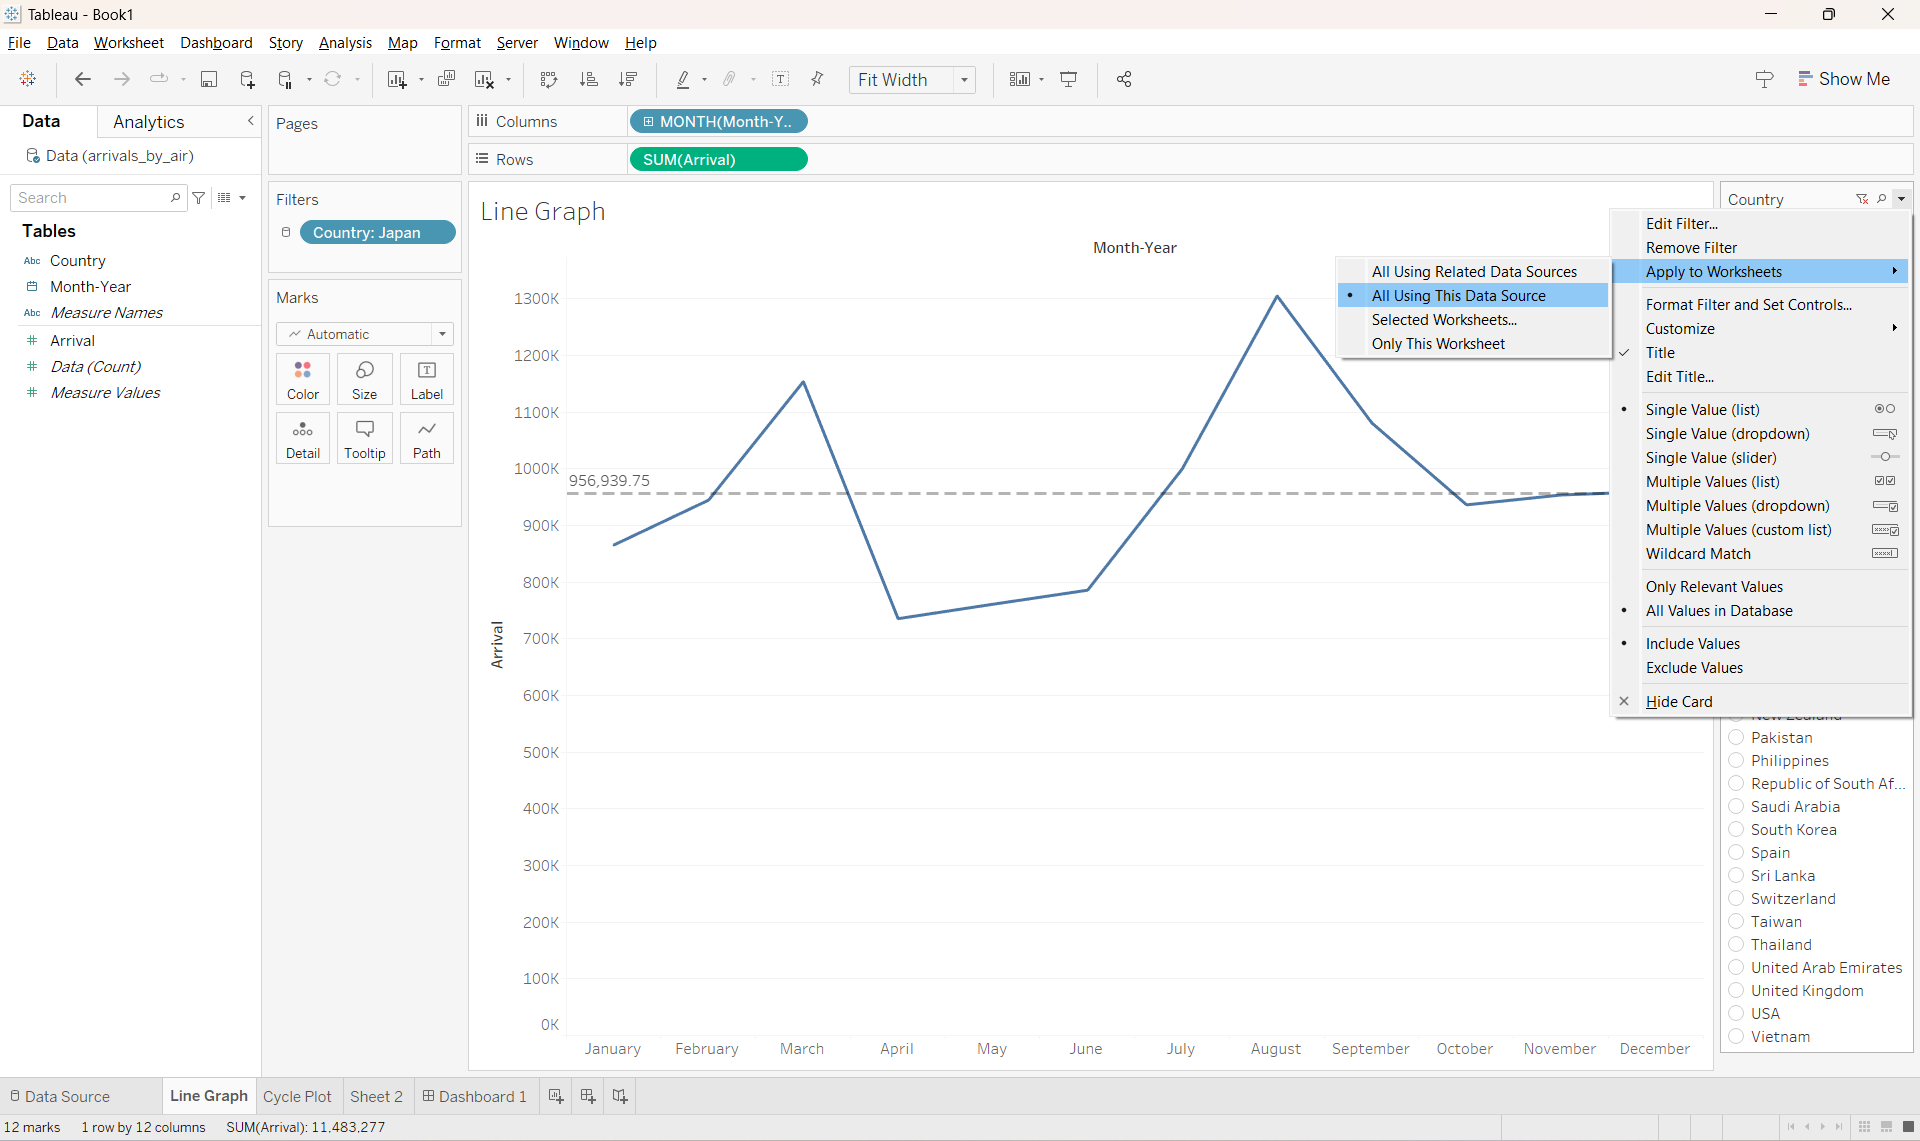 Tableau - Book1
File Data Worksheet Dashboard Story Analysis Map Format Server Window Help
Fit Width
Show Me
Data Analytics
Data (arrivals_by_air)
Search
Tables
Abc Country
Month-Year
Abc Measure Names
# Arrival
# Data (Count)
# Measure Values
Pages
Filters
Country: Japan
Marks
Automatic
Color Size Label
Detail Tooltip Path
Columns MONTH(Month-Y..
Rows SUM(Arrival)
Line Graph
Month-Year
Arrival
1300K
1200K
1100K
1000K
956,939.75
900K
800K
700K
600K
500K
400K
300K
200K
100K
0K
January February March April May June July August September October November December
All Using Related Data Sources
All Using This Data Source
Selected Worksheets...
Only This Worksheet
Country
Edit Filter...
Remove Filter
Apply to Worksheets
Format Filter and Set Controls...
Customize
Title
Edit Title...
Single Value (list)
Single Value (dropdown)
Single Value (slider)
Multiple Values (list)
Multiple Values (dropdown)
Multiple Values (custom list)
Wildcard Match
Only Relevant Values
All Values in Database
Include Values
Exclude Values
Hide Card
New Zealand
Pakistan
Philippines
Republic of South Af...
Saudi Arabia
South Korea
Spain
Sri Lanka
Switzerland
Taiwan
Thailand
United Arab Emirates
United Kingdom
USA
Vietnam
Data Source Line Graph Cycle Plot Sheet 2 Dashboard 1
12 marks 1 row by 12 columns SUM(Arrival): 11,483,277